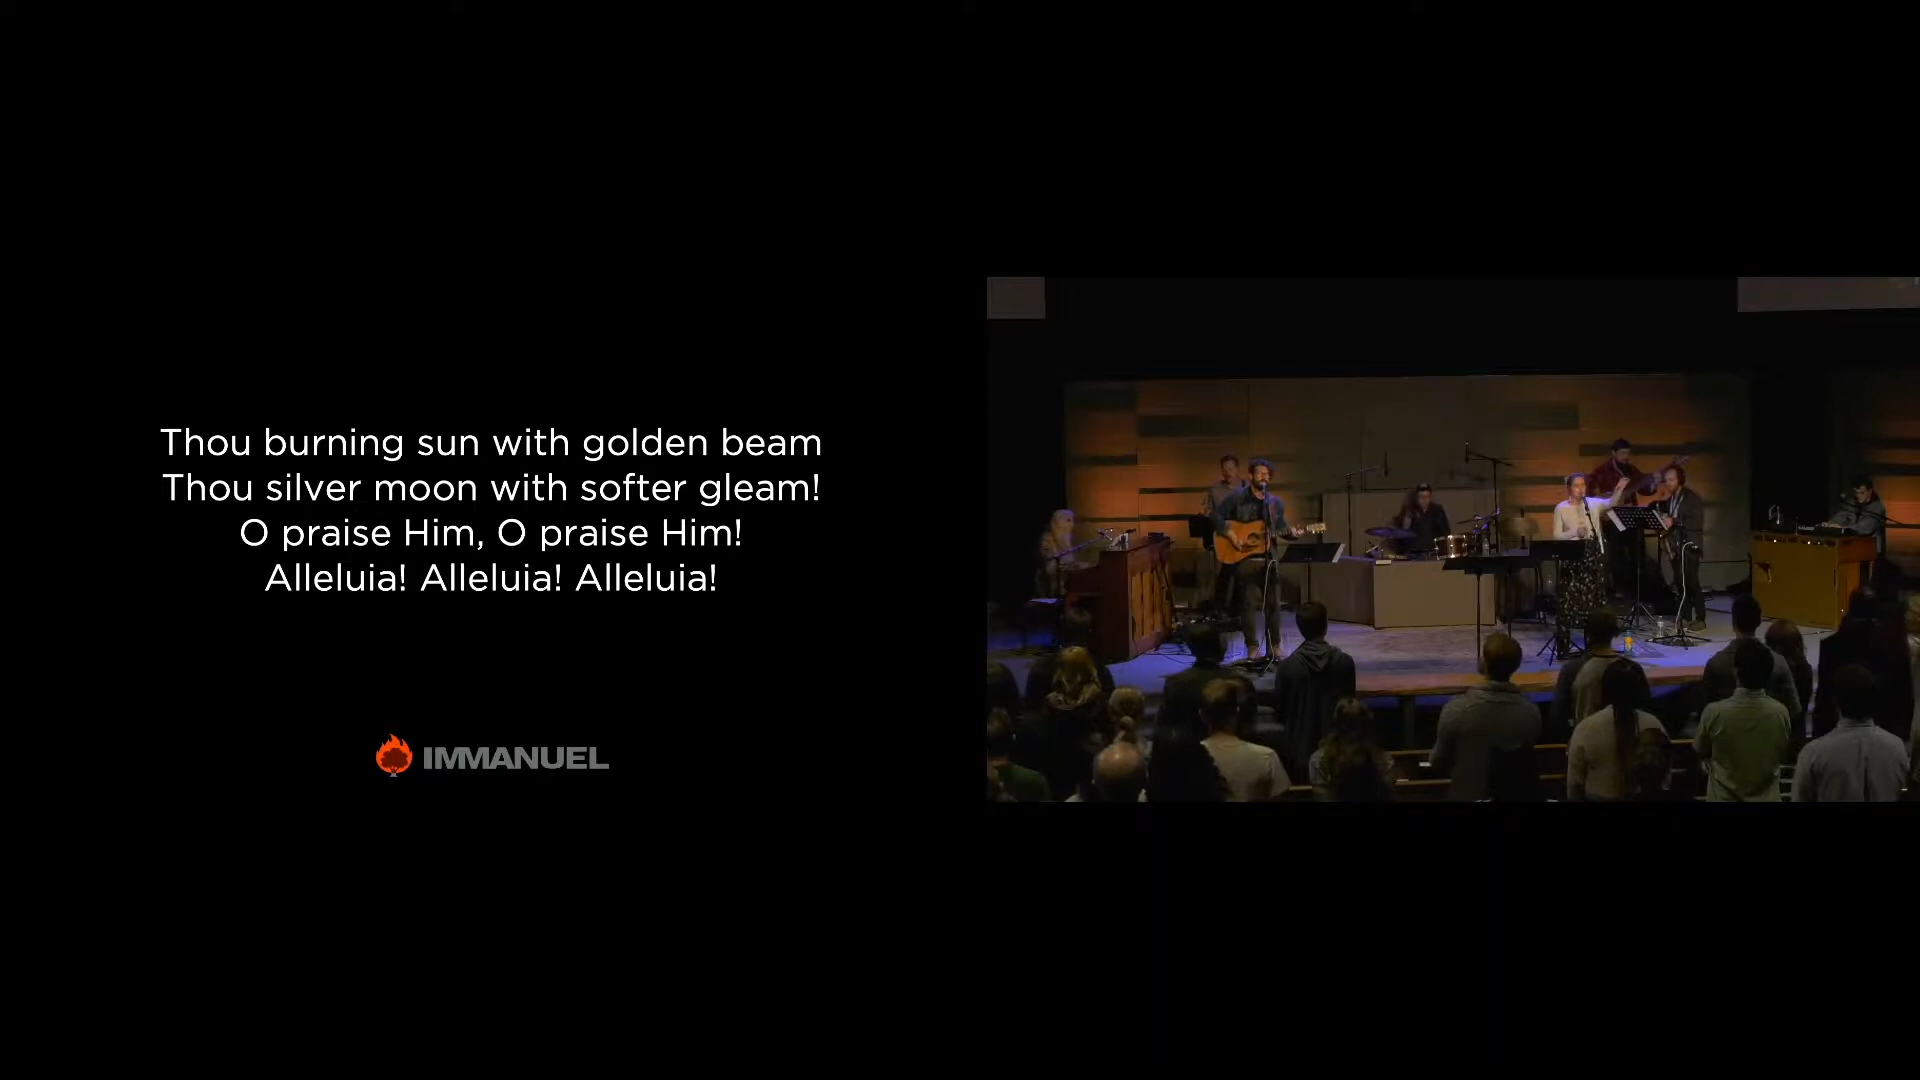 Thou burning sun with golden beam
Thou silver moon with softer gleam!
O praise Him, O praise Him!
Alleluia! Alleluia! Alleluia!
IMMANUEL